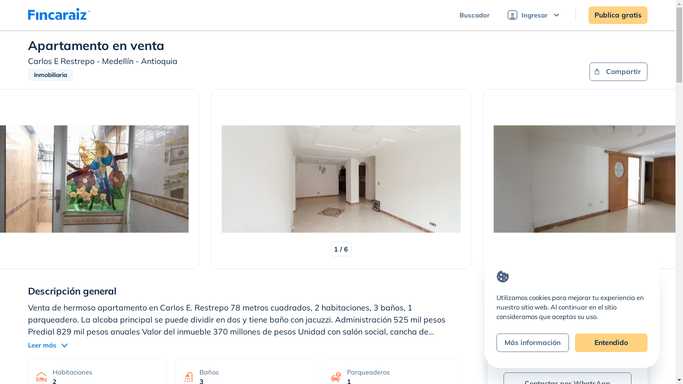 Fincaraiz
Buscador
Ingresar
Publica gratis
Apartamento en venta
Carlos E Restrepo - Medellín - Antioquia
Inmobiliaria
Compartir
1 / 6
Descripción general
Venta de hermoso apartamento en Carlos E. Restrepo 78 metros cuadrados, 2 habitaciones, 3 baños, 1
parqueadero. La alcoba principal se puede dividir en dos y tiene baño con jacuzzi. Administración 525 mil pesos
Predial 829 mil pesos anuales Valor del inmueble 370 millones de pesos Unidad con salón social, cancha de...
Leer más
Habitaciones
2
Baños
3
Parqueaderos
1
Utilizamos cookies para mejorar tu experiencia en
nuestro sitio web. Al continuar en el sitio
consideramos que aceptas su uso.
Más información
Entendido
Contactar por WhatsApp